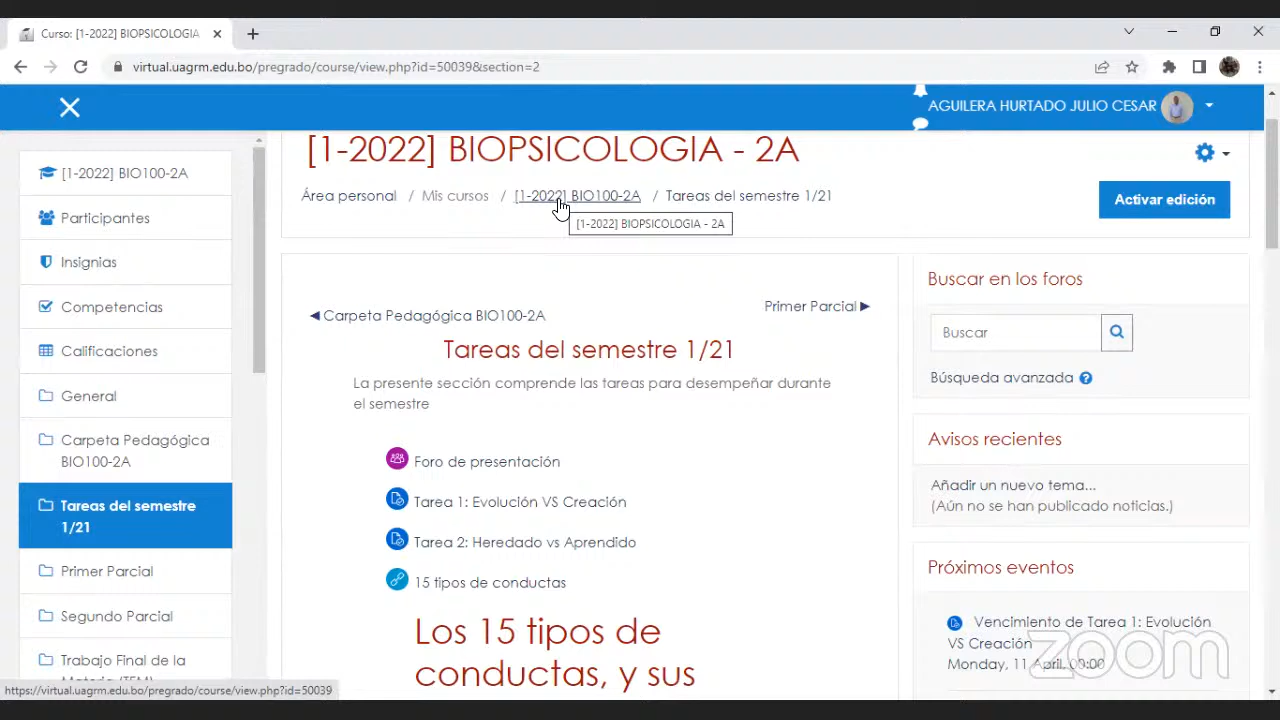 Curso: [1-2022] BIOPSICOLOGIA
virtual.uagrm.edu.bo/pregrado/course/view.php?id=50039&section=2
AGUILERA HURTADO JULIO CESAR
[1-2022] BIOPSICOLOGIA - 2A
Área personal / Mis cursos / [1-2022] BIO100-2A / Tareas del semestre 1/21
Activar edición
[1-2022] BIOPSICOLOGIA - 2A
[1-2022] BIO100-2A
Participantes
Insignias
Competencias
Calificaciones
General
Carpeta Pedagógica
BIO100-2A
Tareas del semestre
1/21
Primer Parcial
Segundo Parcial
Trabajo Final de la
Materia (TFM)
◀ Carpeta Pedagógica BIO100-2A
Primer Parcial ▶
Tareas del semestre 1/21
La presente sección comprende las tareas para desempeñar durante
el semestre
Foro de presentación
Tarea 1: Evolución VS Creación
Tarea 2: Heredado vs Aprendido
15 tipos de conductas
Los 15 tipos de
conductas, y sus
Buscar en los foros
Buscar
Búsqueda avanzada
Avisos recientes
Añadir un nuevo tema...
(Aún no se han publicado noticias.)
Próximos eventos
Vencimiento de Tarea 1: Evolución
VS Creación
Monday, 11 April, 00:00
zoom
https://virtual.uagrm.edu.bo/pregrado/course/view.php?id=50039